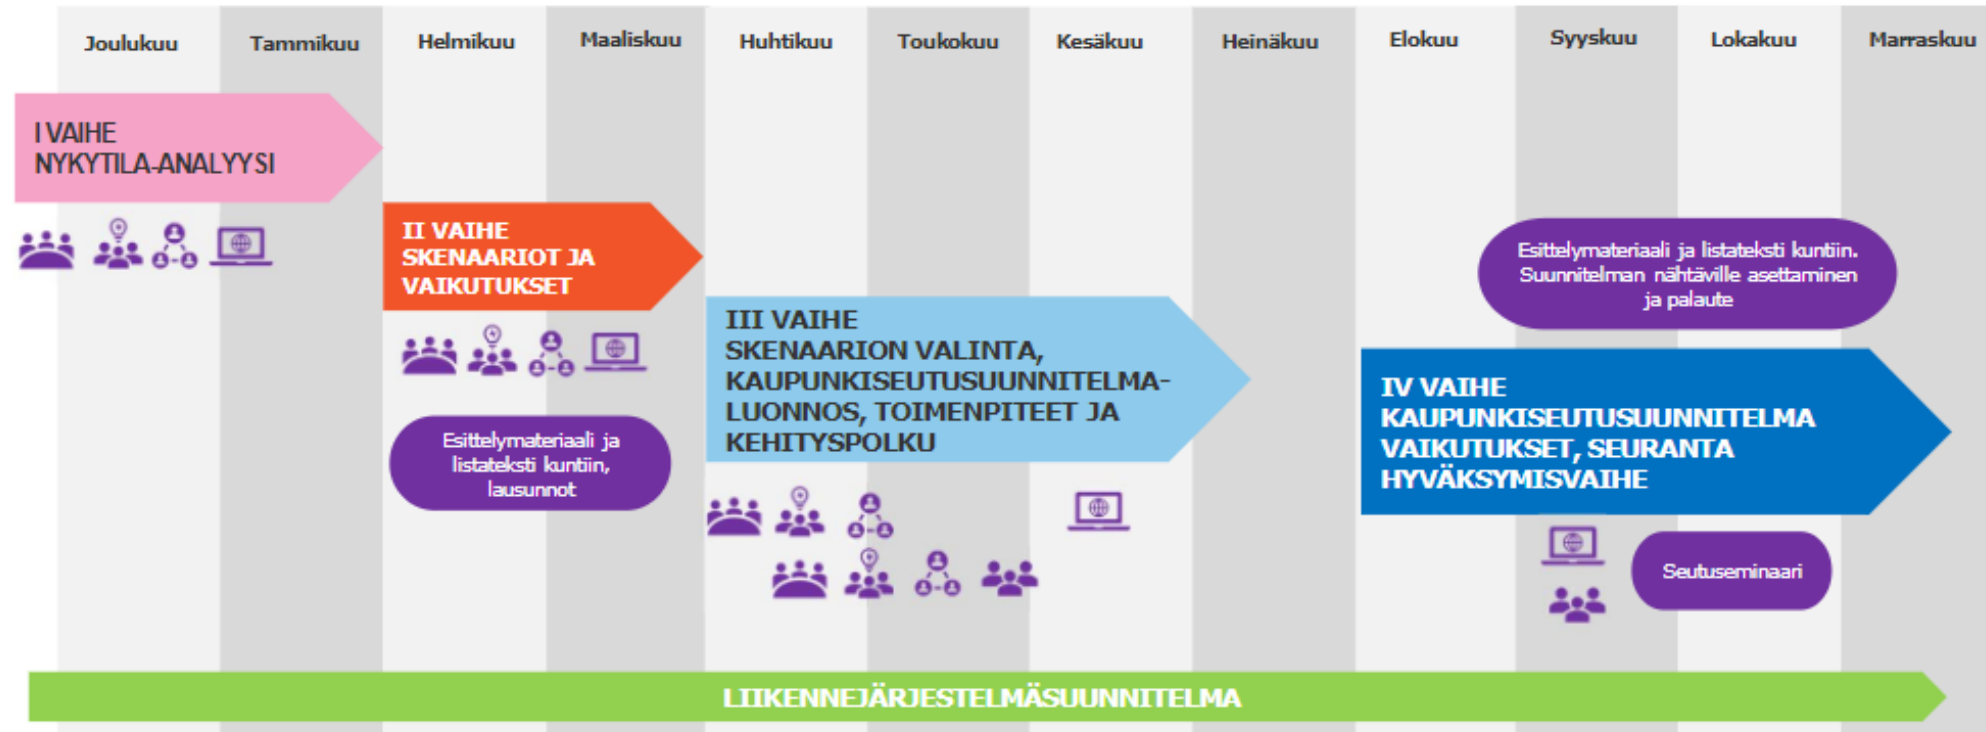 Joulukuu Tammikuu Helmikuu Maaliskuu Huhtikuu Toukokuu Kesäkuu Heinäkuu Elokuu Syyskuu Lokakuu Marraskuu
I VAIHE
NYKYTILA-ANALYYSI
II VAIHE
SKENAARIOT JA
VAIKUTUKSET
Esittelymateriaali ja
listateksti kuntiin,
lausunnot
III VAIHE
SKENAARION VALINTA,
KAUPUNKISEUTUSUUNNITELMA-
LUONNOS, TOIMENPITEET JA
KEHITYSPOLKU
Esittelymateriaali ja listateksti kuntiin.
Suunnitelman nähtäville asettaminen
ja palaute
IV VAIHE
KAUPUNKISEUTUSUUNNITELMA
VAIKUTUKSET, SEURANTA
HYVÄKSYMISVAIHE
Seutuseminaari
LIIKENNEJÄRJESTELMÄSUUNNITELMA